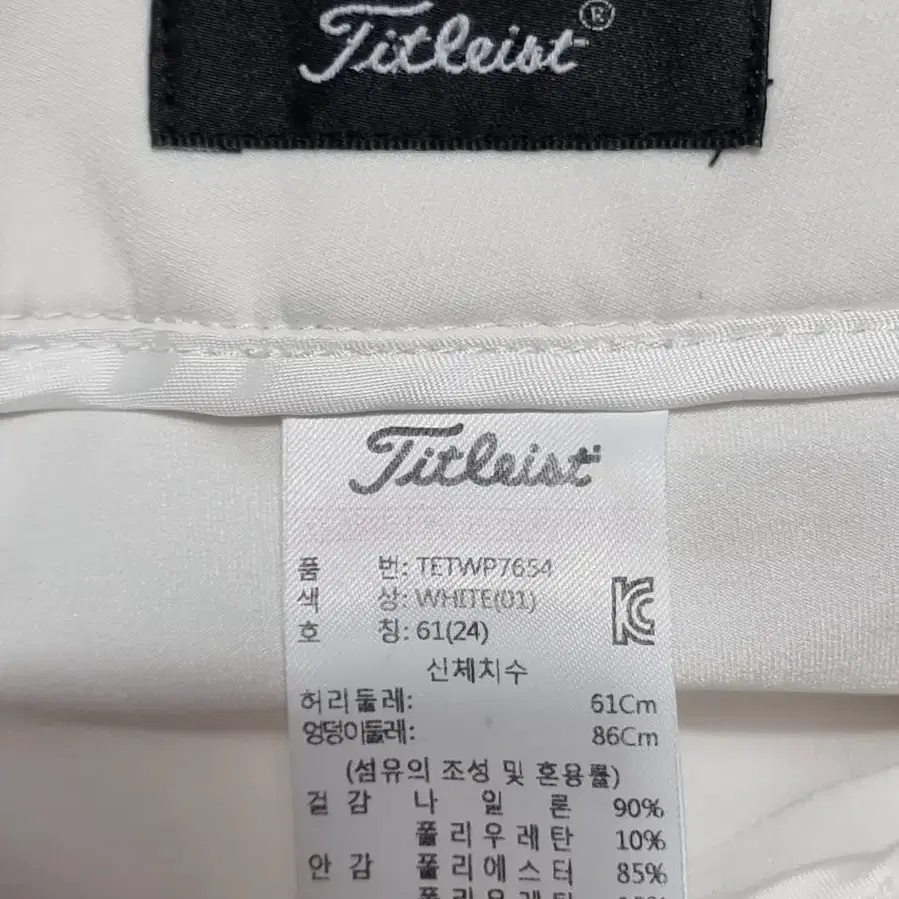 Titleist®
Titleist
품 번: TETWP7654
색 상: WHITE(01)
호 칭: 61(24)
신체치수
허리둘레: 61Cm
엉덩이둘레: 86Cm
(섬유의 조성 및 혼용률)
겉 감 나 일 론 90%
폴 리 우 레 탄 10%
안 감 폴 리 에 스 터 85%